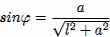 sinφ = a / √(l² + a²)